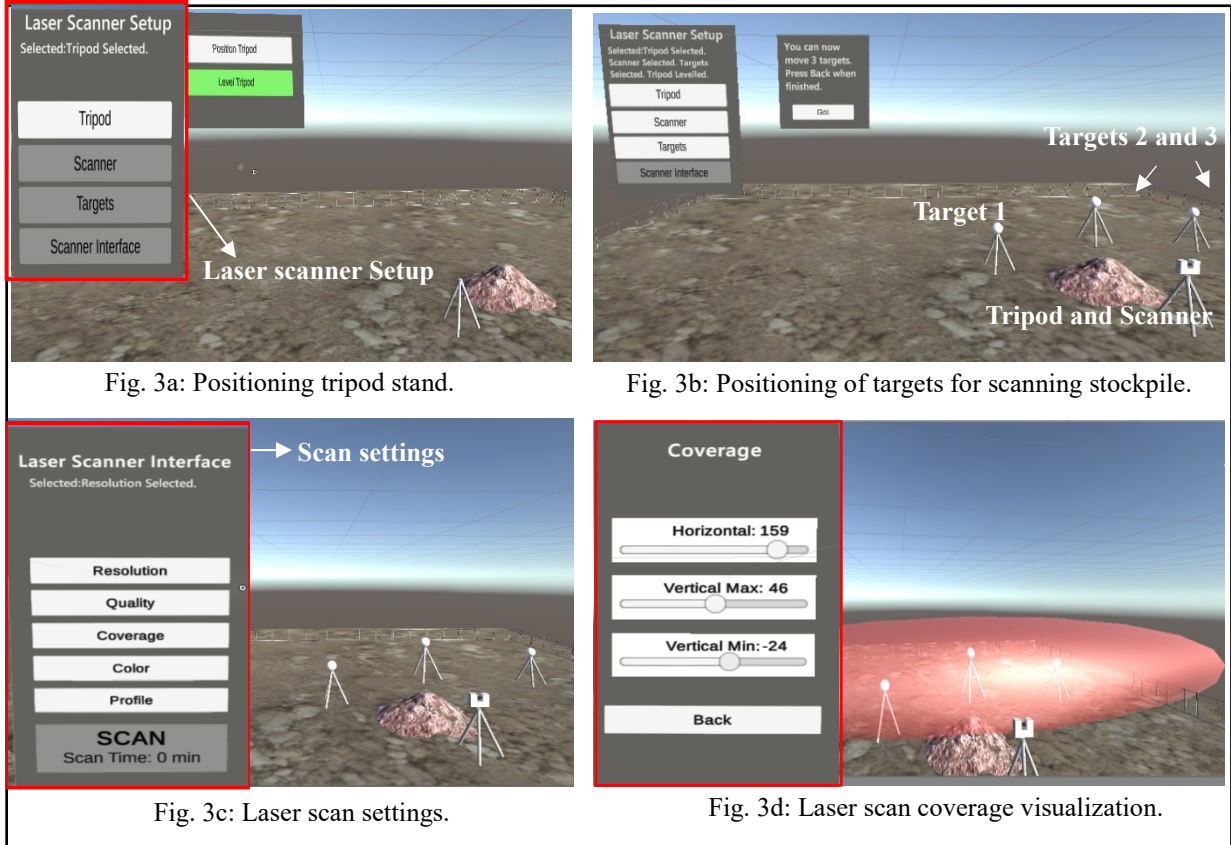 Laser Scanner Setup
Selected:Tripod Selected.
Tripod
Scanner
Targets
Scanner Interface
Position Tripod
Level Tripod
Laser scanner Setup
Fig. 3a: Positioning tripod stand.
Laser Scanner Setup
Selected:Tripod Selected.
Scanner Selected. Targets
Selected. Tripod Levelled.
Tripod
Scanner
Targets
Scanner Interface
You can now
move 3 targets.
Press Back when
finished.
Go!
Targets 2 and 3
Target 1
Tripod and Scanner
Fig. 3b: Positioning of targets for scanning stockpile.
Laser Scanner Interface
Selected:Resolution Selected.
Resolution
Quality
Coverage
Color
Profile
SCAN
Scan Time: 0 min
Scan settings
Fig. 3c: Laser scan settings.
Coverage
Horizontal: 159
Vertical Max: 46
Vertical Min:-24
Back
Fig. 3d: Laser scan coverage visualization.